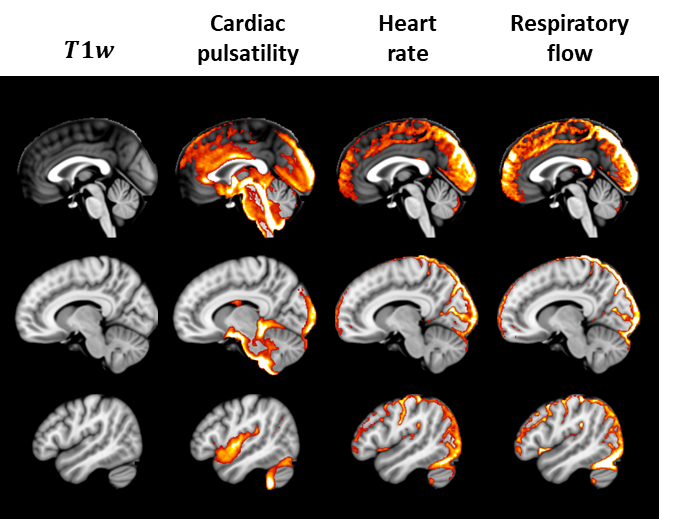 T1w
Cardiac
pulsatility
Heart
rate
Respiratory
flow